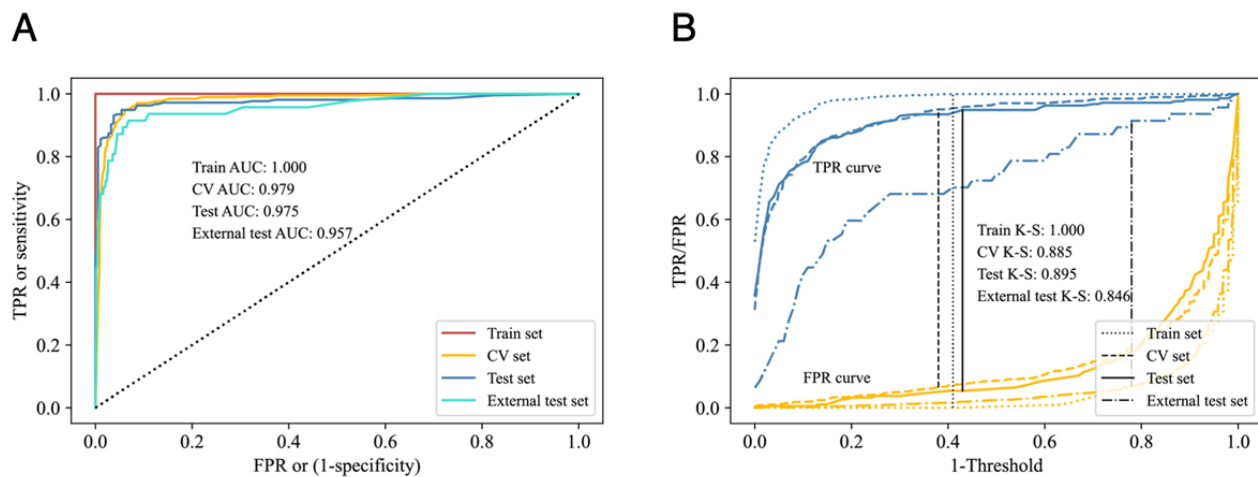 A
B
1.0
0.8
0.6
0.4
0.2
0.0
TPR or sensitivity
Train AUC: 1.000
CV AUC: 0.979
Test AUC: 0.975
External test AUC: 0.957
Train set
CV set
Test set
External test set
0.0 0.2 0.4 0.6 0.8 1.0
FPR or (1-specificity)
1.0
0.8
0.6
0.4
0.2
0.0
TPR/FPR
TPR curve
Train K-S: 1.000
CV K-S: 0.885
Test K-S: 0.895
External test K-S: 0.846
FPR curve
Train set
CV set
Test set
External test set
0.0 0.2 0.4 0.6 0.8 1.0
1-Threshold